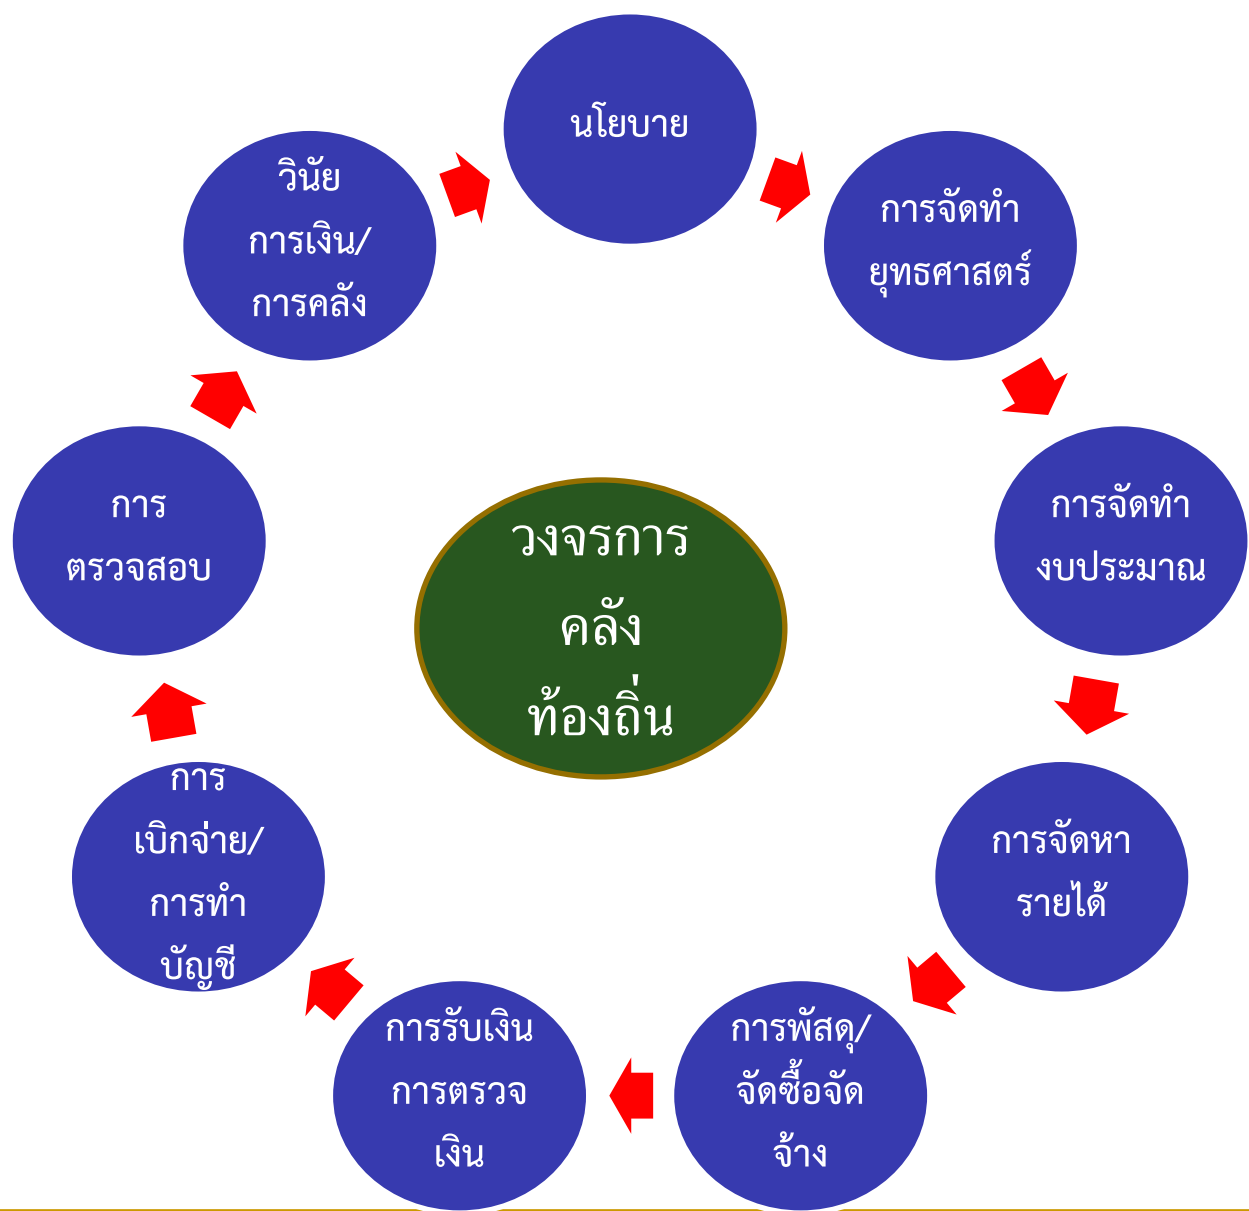 นโยบาย
การจัดทำ
ยุทธศาสตร์
การจัดทำ
งบประมาณ
การจัดหา
รายได้
การพัสดุ/
จัดซื้อจัด
จ้าง
การรับเงิน
การตรวจ
เงิน
การ
เบิกจ่าย/
การทำ
บัญชี
การ
ตรวจสอบ
วินัย
การเงิน/
การคลัง
วงจรการ
คลัง
ท้องถิ่น